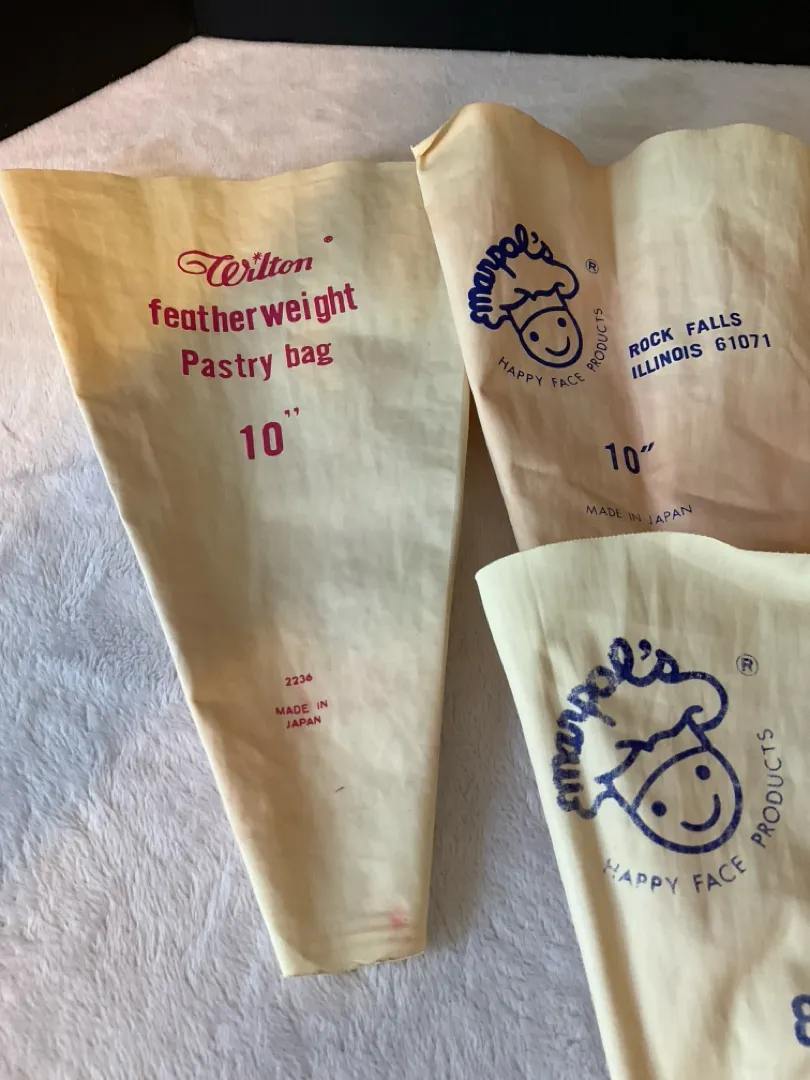 Wilton ®
featherweight
Pastry bag
10"
2236
MADE IN
JAPAN
marpol's ®
HAPPY FACE PRODUCTS
ROCK FALLS
ILLINOIS 61071
10"
MADE IN JAPAN
marpol's ®
HAPPY FACE PRODUCTS
8